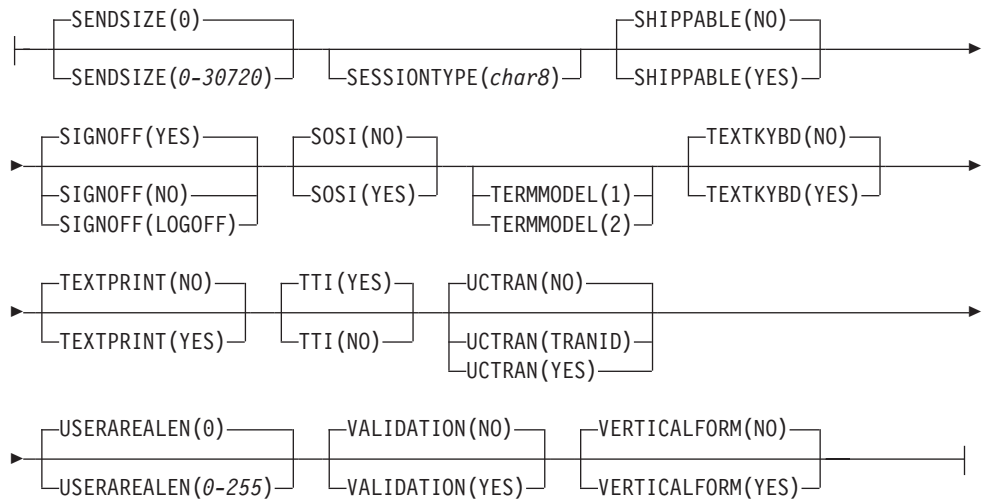 SENDSIZE(0) SHIPPABLE(NO)
SENDSIZE(0-30720) SESSIONTYPE(char8) SHIPPABLE(YES)
SIGNOFF(YES) SOSI(NO) TEXTKYBD(NO)
SIGNOFF(NO) SOSI(YES) TERMMODEL(1) TEXTKYBD(YES)
SIGNOFF(LOGOFF) TERMMODEL(2)
TEXTPRINT(NO) TTI(YES) UCTRAN(NO)
TEXTPRINT(YES) TTI(NO) UCTRAN(TRANID)
UCTRAN(YES)
USERAREALEN(0) VALIDATION(NO) VERTICALFORM(NO)
USERAREALEN(0-255) VALIDATION(YES) VERTICALFORM(YES)